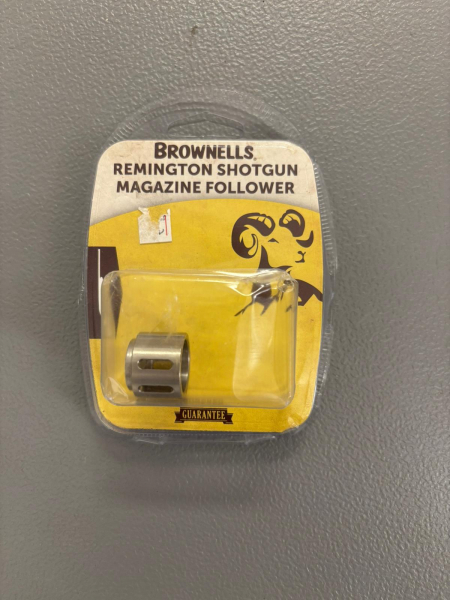 BROWNELLS
REMINGTON SHOTGUN
MAGAZINE FOLLOWER
GUARANTEE